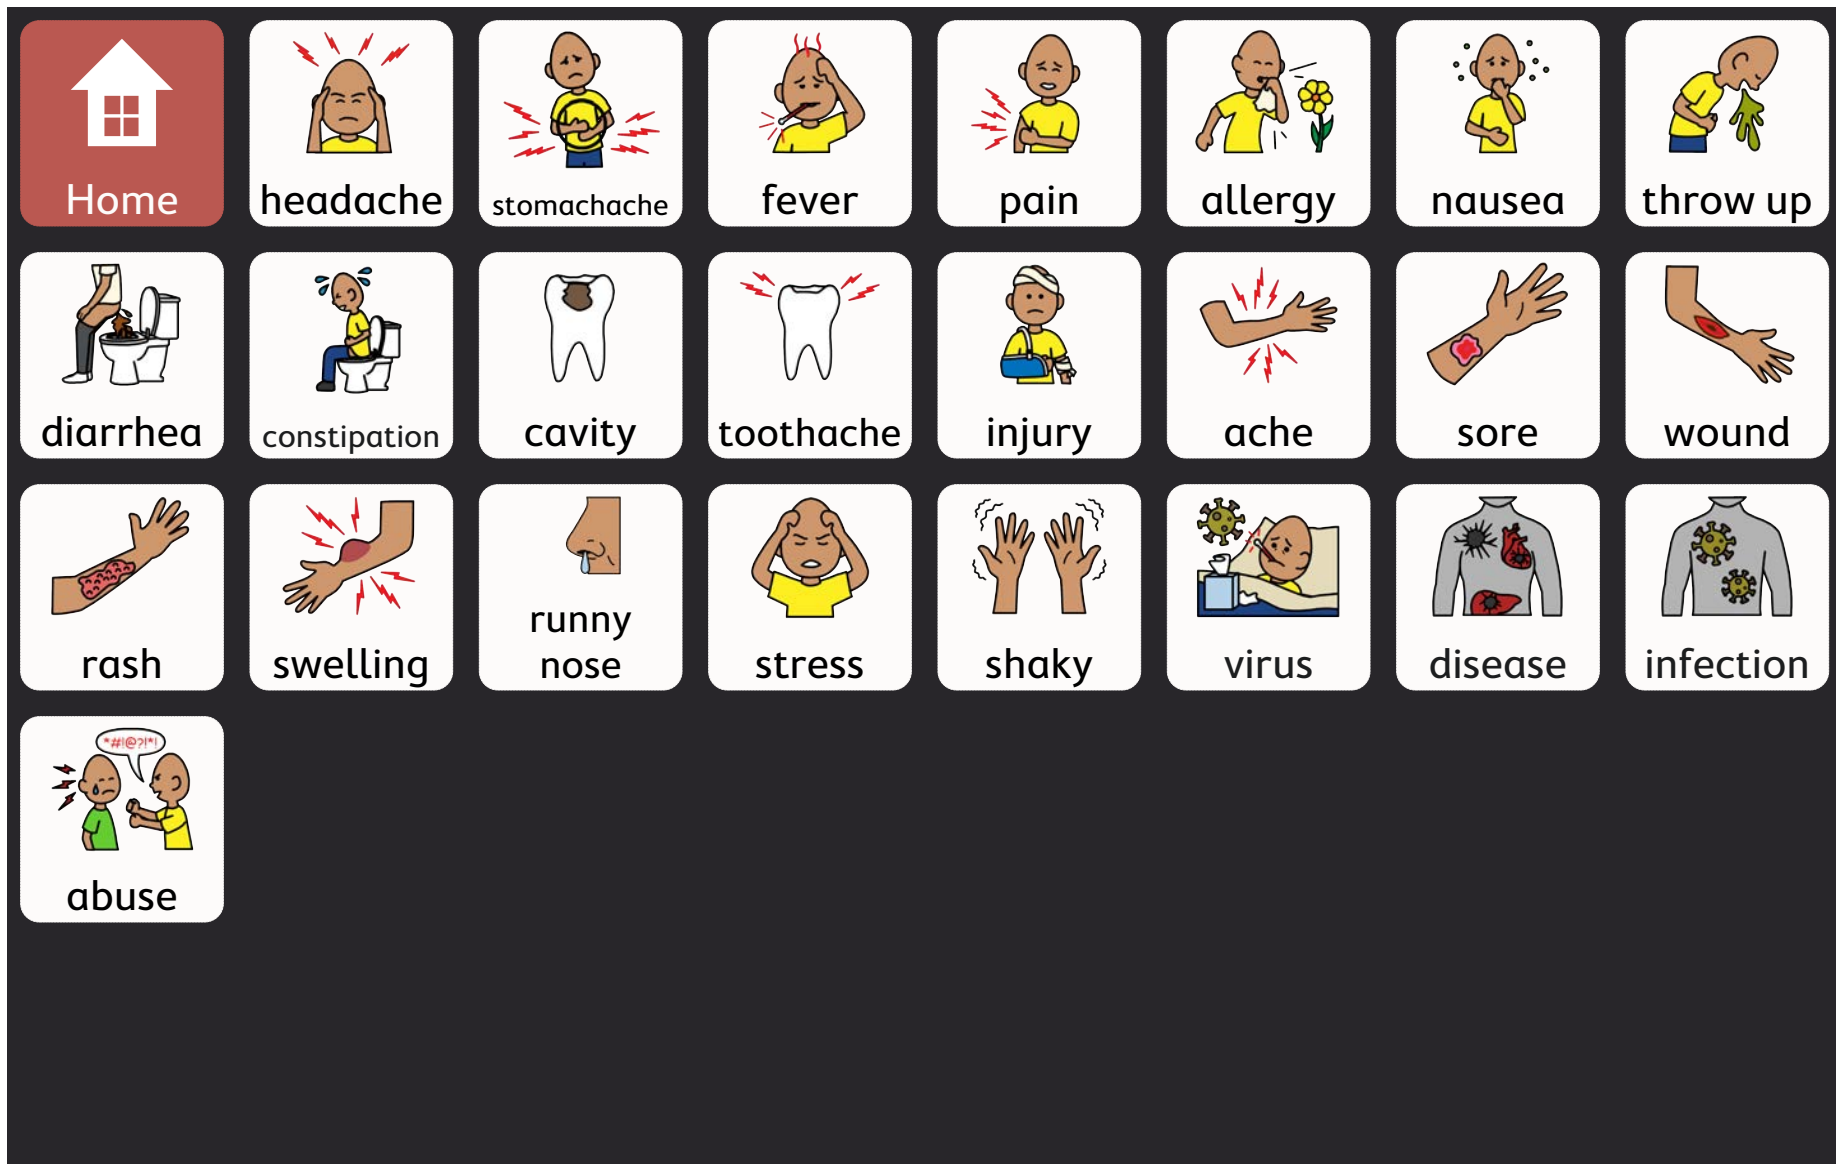 Home
headache
stomachache
fever
pain
allergy
nausea
throw up
diarrhea
constipation
cavity
toothache
injury
ache
sore
wound
rash
swelling
runny
nose
stress
shaky
virus
disease
infection
*#!@?!*!
abuse